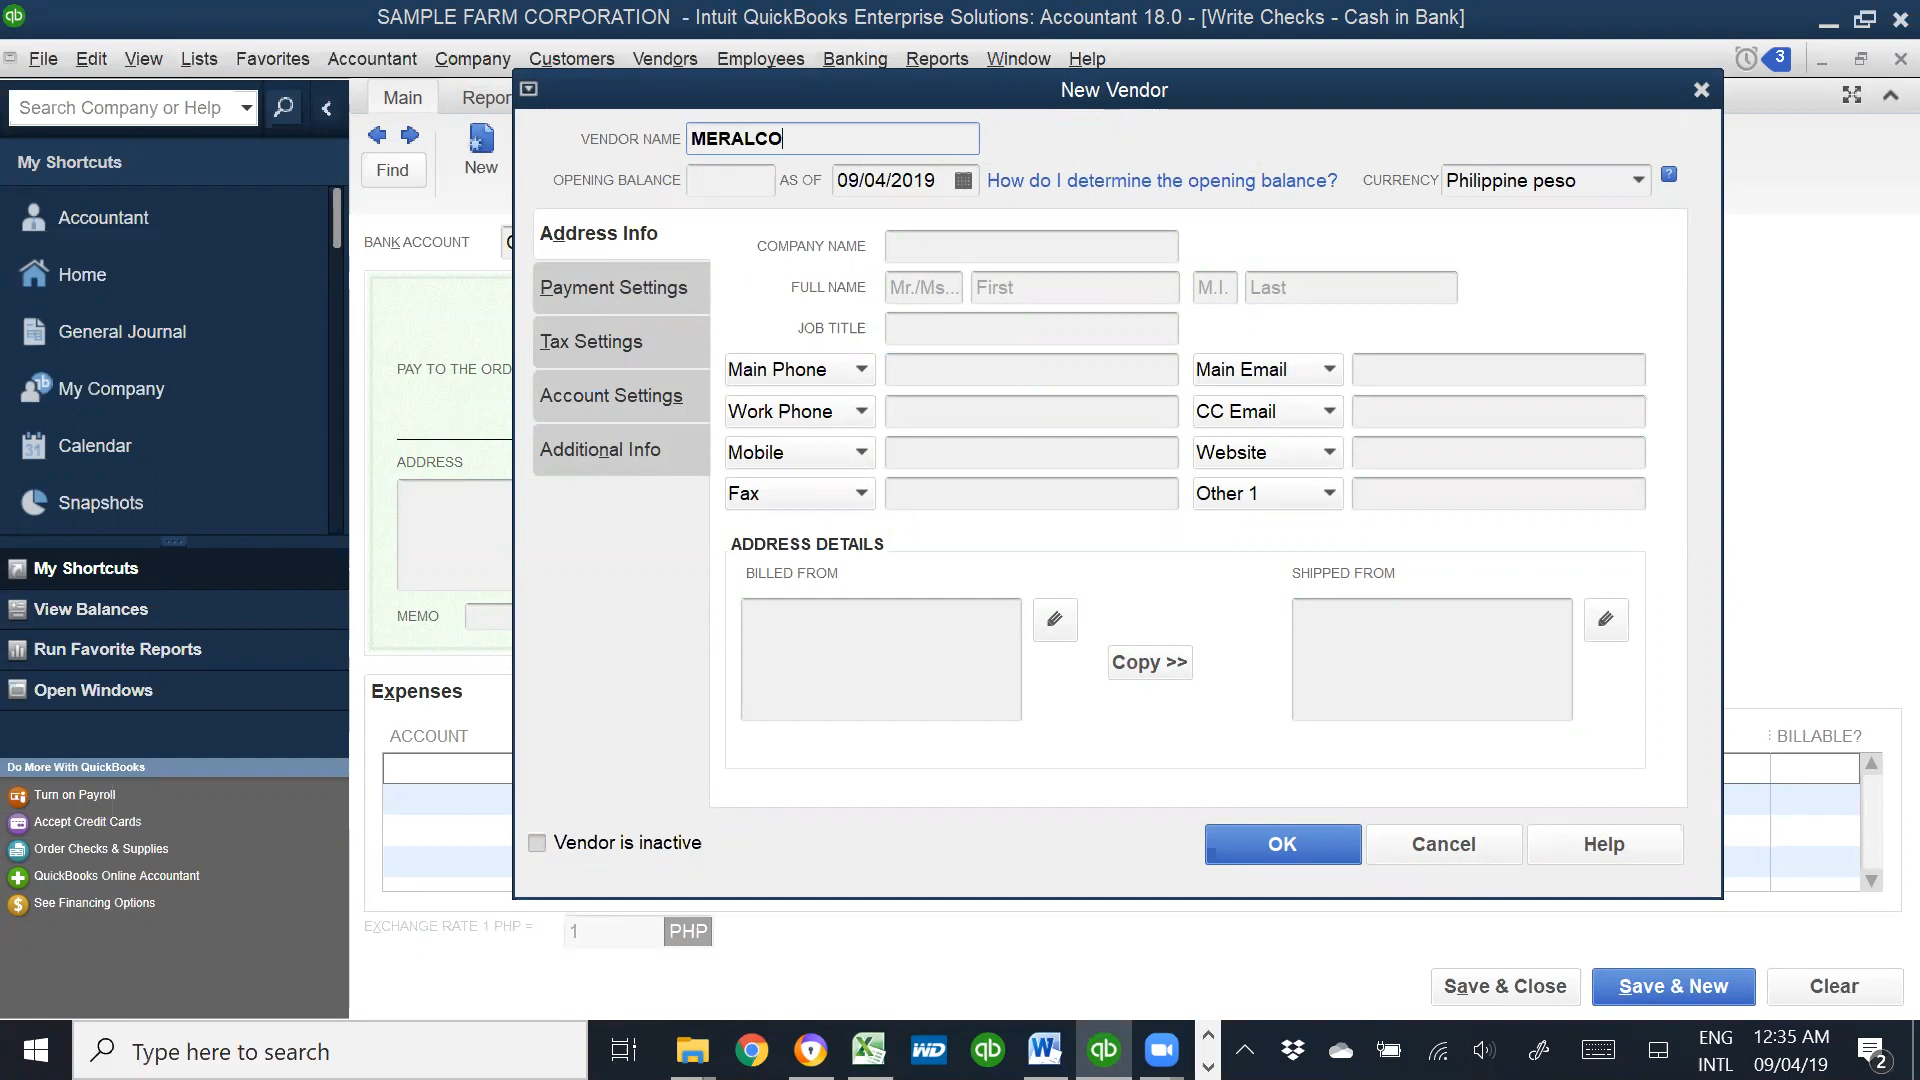 SAMPLE FARM CORPORATION - Intuit QuickBooks Enterprise Solutions: Accountant 18.0 - [Write Checks - Cash in Bank]
File Edit View Lists Favorites Accountant Company Customers Vendors Employees Banking Reports Window Help
3
Search Company or Help
My Shortcuts
Accountant
Home
General Journal
My Company
Calendar
Snapshots
My Shortcuts
View Balances
Run Favorite Reports
Open Windows
Do More With QuickBooks
Turn on Payroll
Accept Credit Cards
Order Checks & Supplies
QuickBooks Online Accountant
See Financing Options
Main Repor
Find
New
BANK ACCOUNT
PAY TO THE ORD
ADDRESS
MEMO
Expenses
ACCOUNT
BILLABLE?
EXCHANGE RATE 1 PHP = 1 PHP
Save & Close Save & New Clear
New Vendor
VENDOR NAME MERALCO
OPENING BALANCE AS OF 09/04/2019 How do I determine the opening balance? CURRENCY Philippine peso ?
Address Info
Payment Settings
Tax Settings
Account Settings
Additional Info
COMPANY NAME
FULL NAME Mr./Ms... First M.I. Last
JOB TITLE
Main Phone Main Email
Work Phone CC Email
Mobile Website
Fax Other 1
ADDRESS DETAILS
BILLED FROM SHIPPED FROM
Copy >>
Vendor is inactive
OK Cancel Help
Type here to search
ENG
INTL
12:35 AM
09/04/19
2